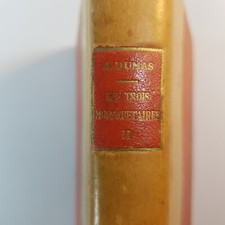 A. DUMAS
LES TROIS
MOUSQUETAIRES
II